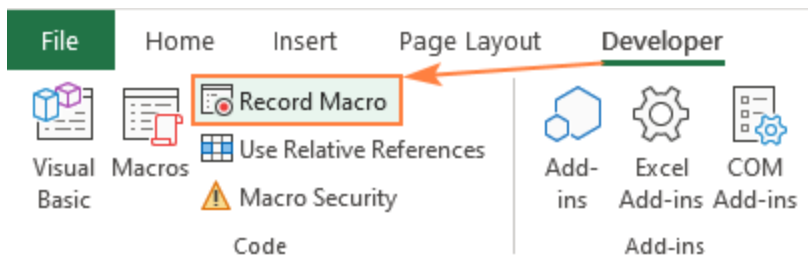 File Home Insert Page Layout Developer
Record Macro
Use Relative References
Macro Security
Visual Basic
Macros
Code
Add-
ins
Excel
Add-ins
COM
Add-ins
Add-ins